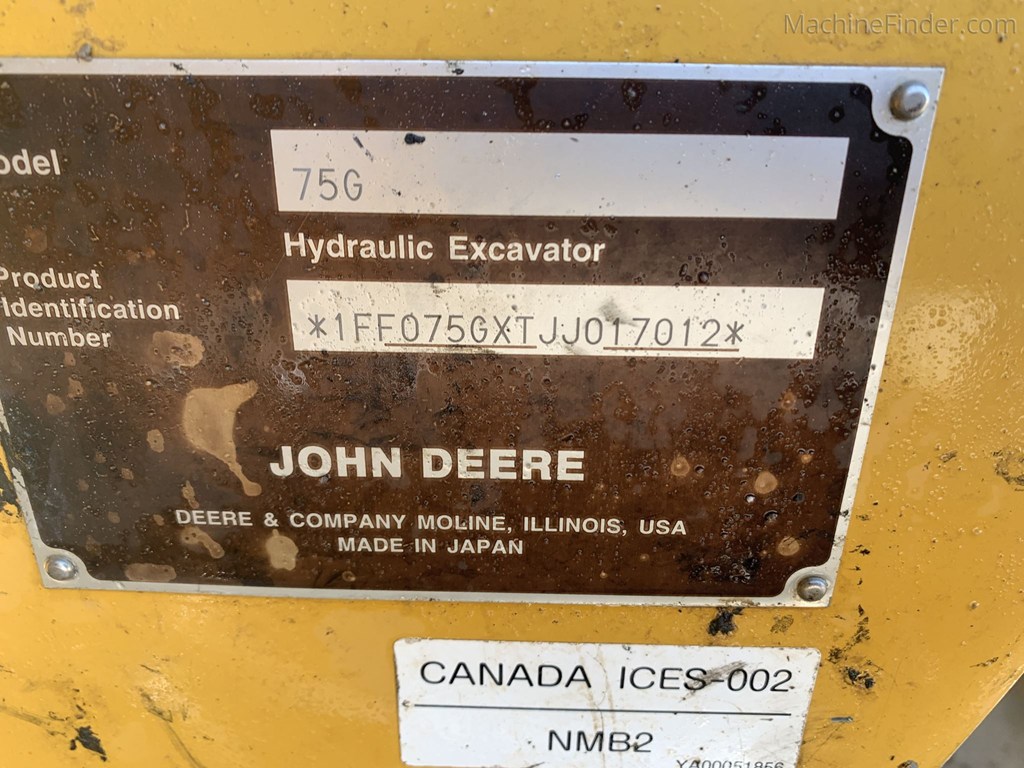 MachineFinder.com
odel
75G
Hydraulic Excavator
Product
Identification
Number
*1FF075GXTJJ017012*
JOHN DEERE
DEERE & COMPANY MOLINE, ILLINOIS, USA
MADE IN JAPAN
CANADA ICES-002
NMB2
YA00051856